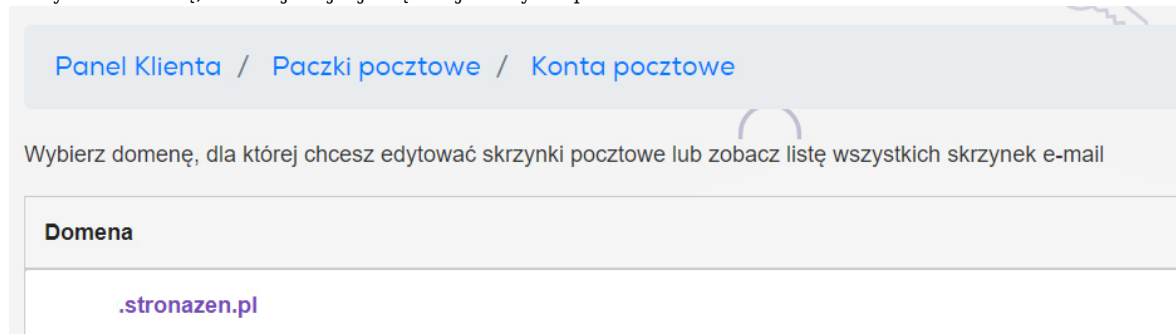 Panel Klienta / Paczki pocztowe / Konta pocztowe
Wybierz domenę, dla której chcesz edytować skrzynki pocztowe lub zobacz listę wszystkich skrzynek e-mail
Domena
.stronazen.pl